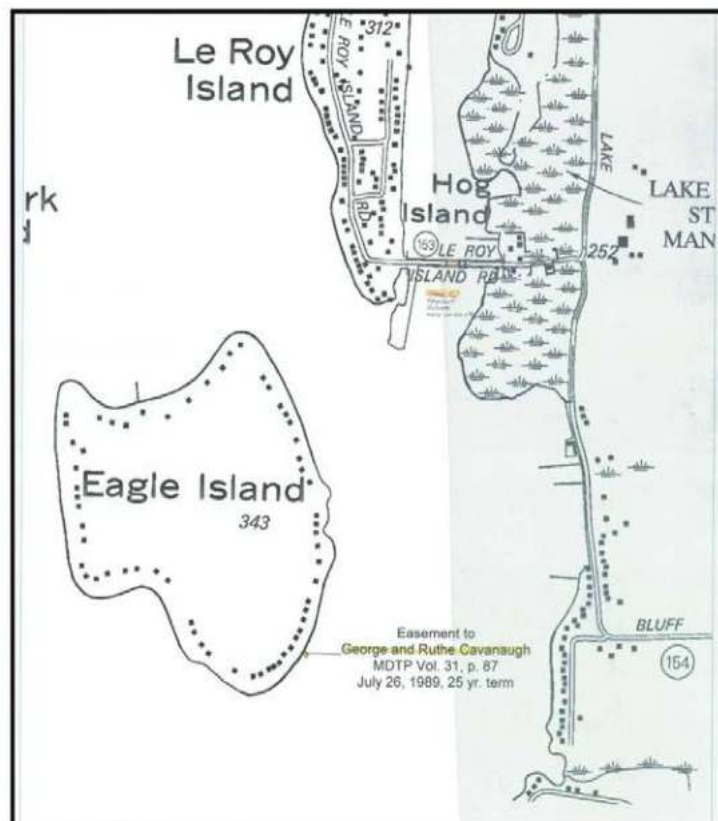 Le Roy
Island
312
LE ROY ISLAND RD
rk
Hog
Island
LAKE
LAKE
ST
MAN
163
LE ROY
ISLAND RD
252
Eagle Island
343
Easement to
George and Ruthe Cavanaugh
MDTP Vol. 31, p. 87
July 26, 1989, 25 yr. term
BLUFF
154